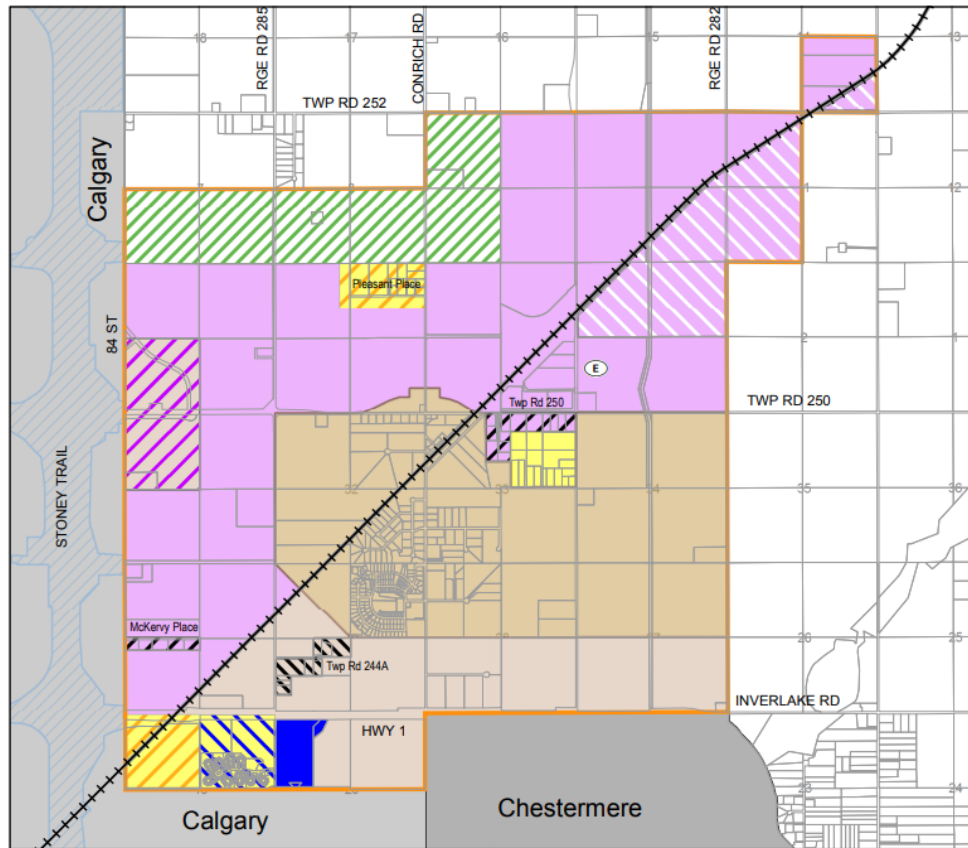 18
17
16
15
14
13
RGE RD 285
CONRICH RD
RGE RD 282
TWP RD 252
Calgary
7
8
1
12
Pleasant Place
84 ST
2
E
Twp Rd 250
TWP RD 250
STONEY TRAIL
32
33
34
35
36
McKervy Place
Twp Rd 244A
26
25
INVERLAKE RD
HWY 1
Calgary
Chestermere
23
24